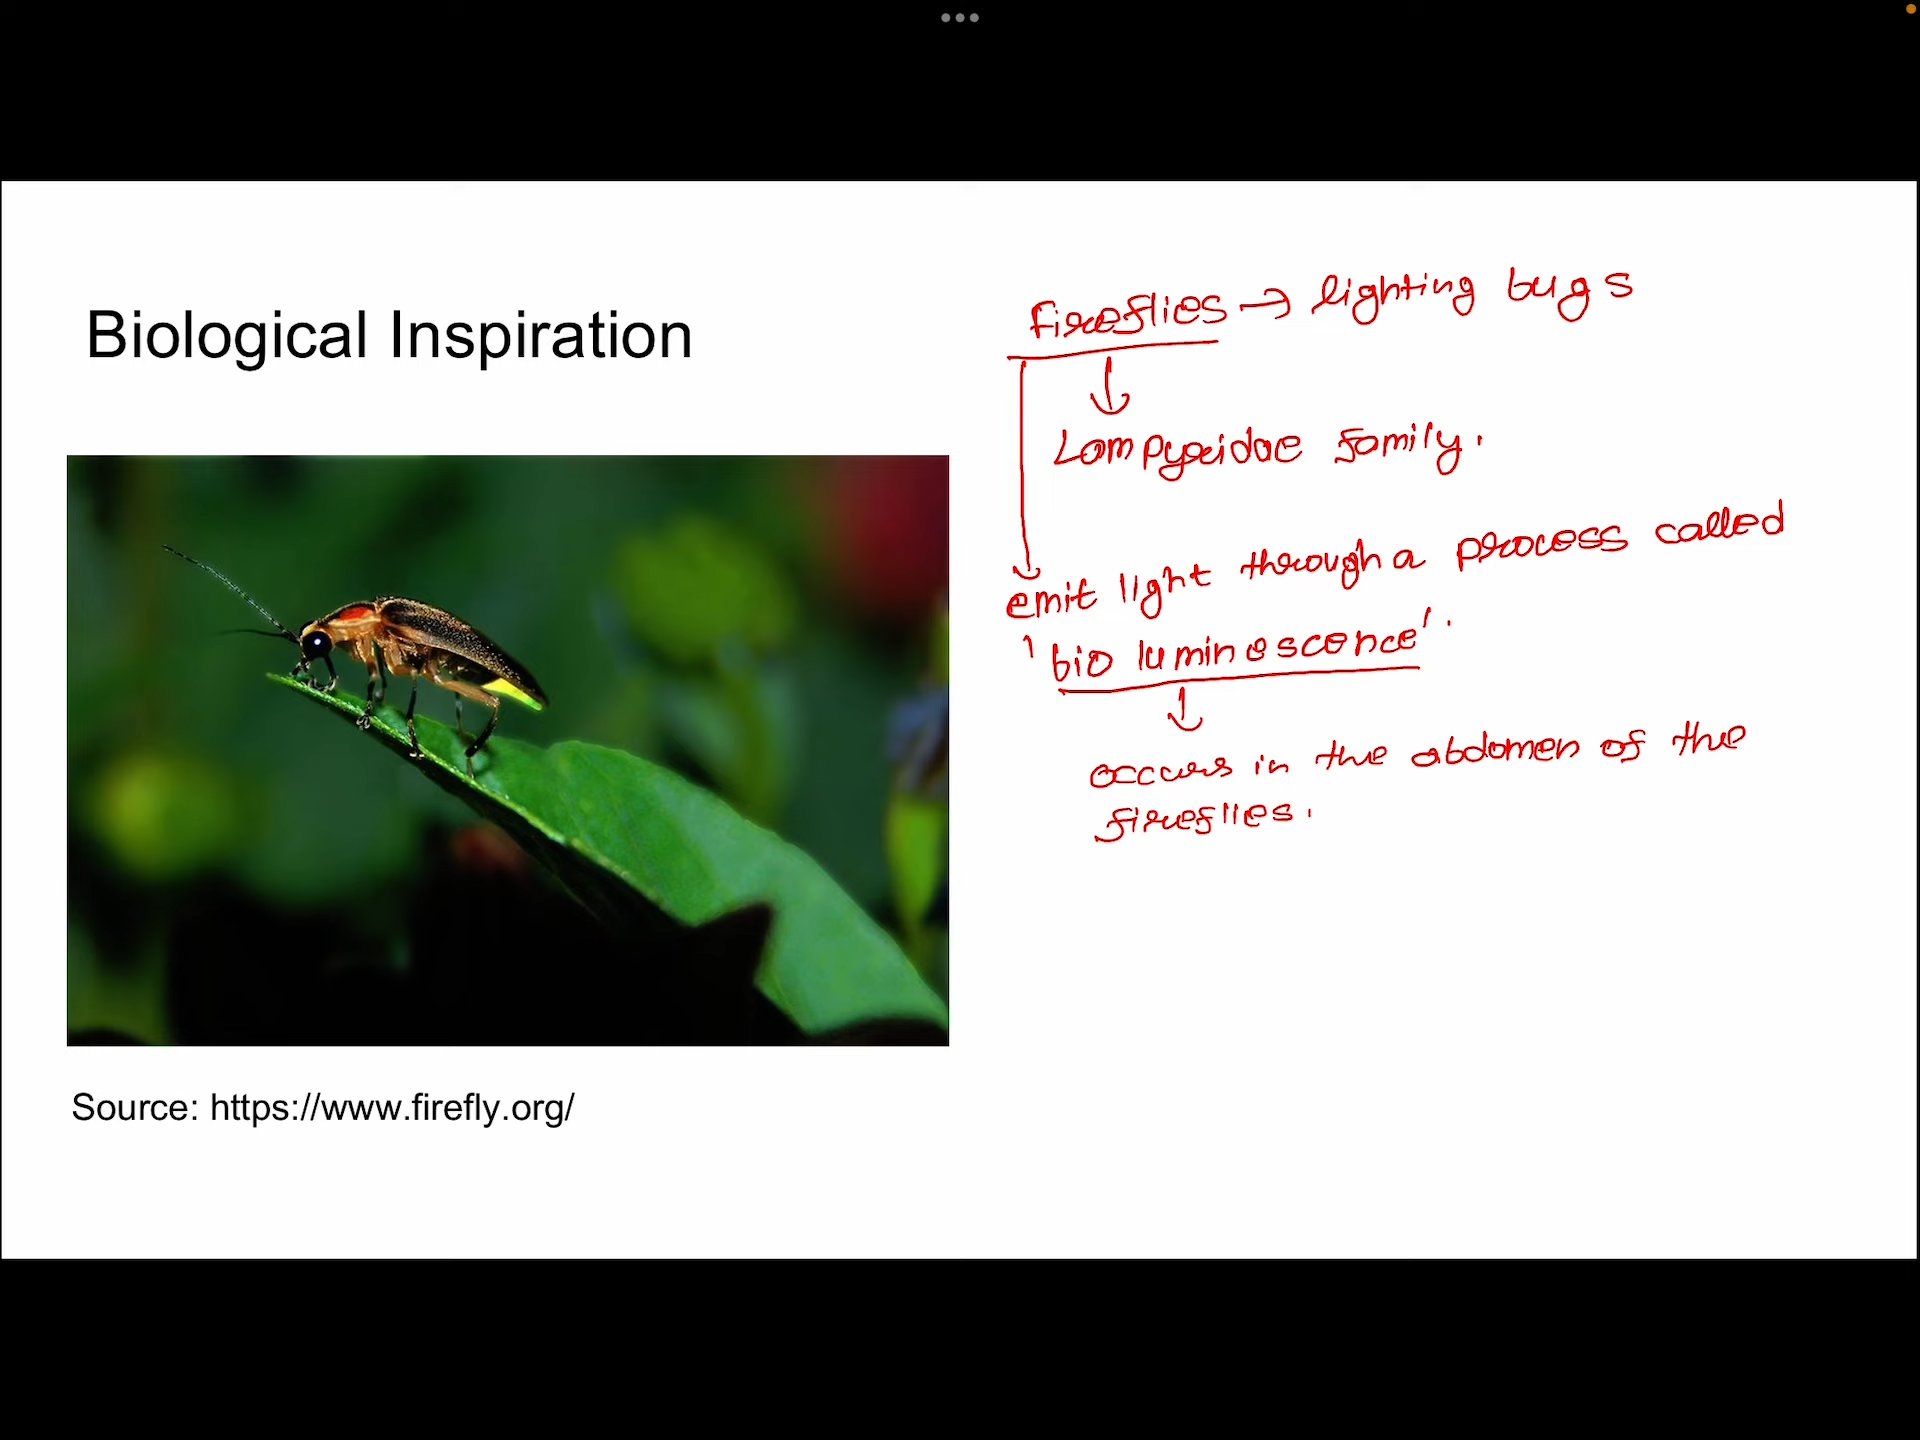 Biological Inspiration
fireflies → lighting bugs
Lampyridae family.
emit light through a process called
'bio luminescence'.
occurs in the abdomen of the
fireflies.
Source: https://www.firefly.org/